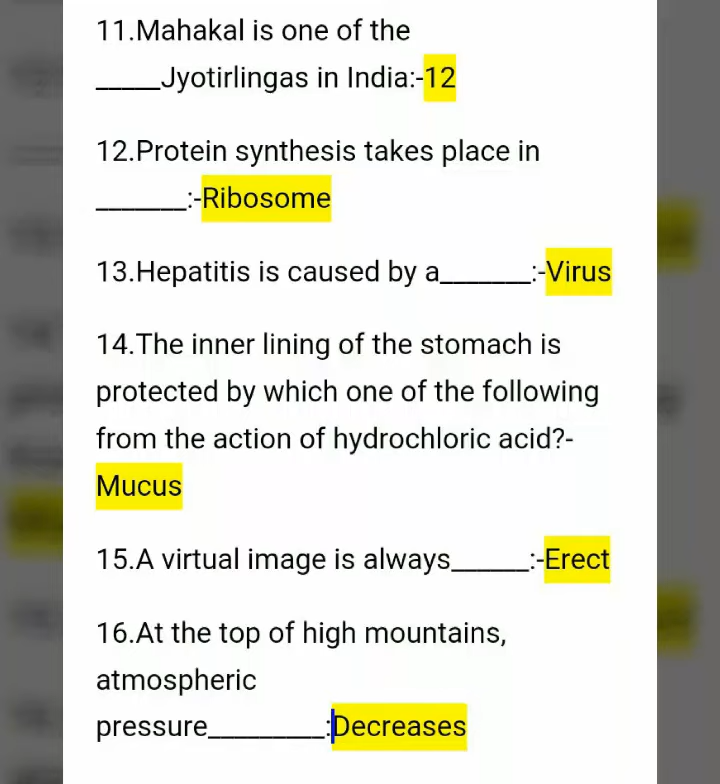 11.Mahakal is one of the
_____Jyotirlingas in India:-12
12.Protein synthesis takes place in
_______:-Ribosome
13.Hepatitis is caused by a_______:-Virus
14.The inner lining of the stomach is
protected by which one of the following
from the action of hydrochloric acid?-
Mucus
15.A virtual image is always______:-Erect
16.At the top of high mountains,
atmospheric
pressure_________:Decreases